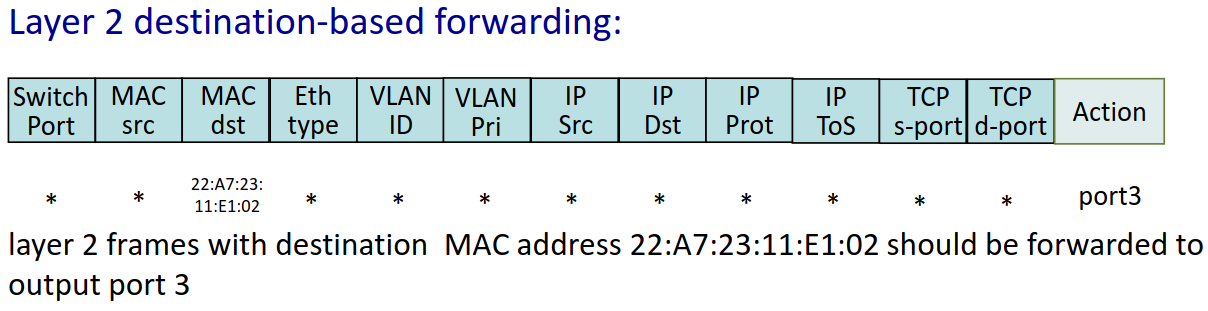 Layer 2 destination-based forwarding:
Switch Port MAC src MAC dst Eth type VLAN ID VLAN Pri IP Src IP Dst IP Prot IP ToS TCP s-port TCP d-port Action
* * 22:A7:23:11:E1:02 * * * * * * * * * port3
layer 2 frames with destination MAC address 22:A7:23:11:E1:02 should be forwarded to
output port 3